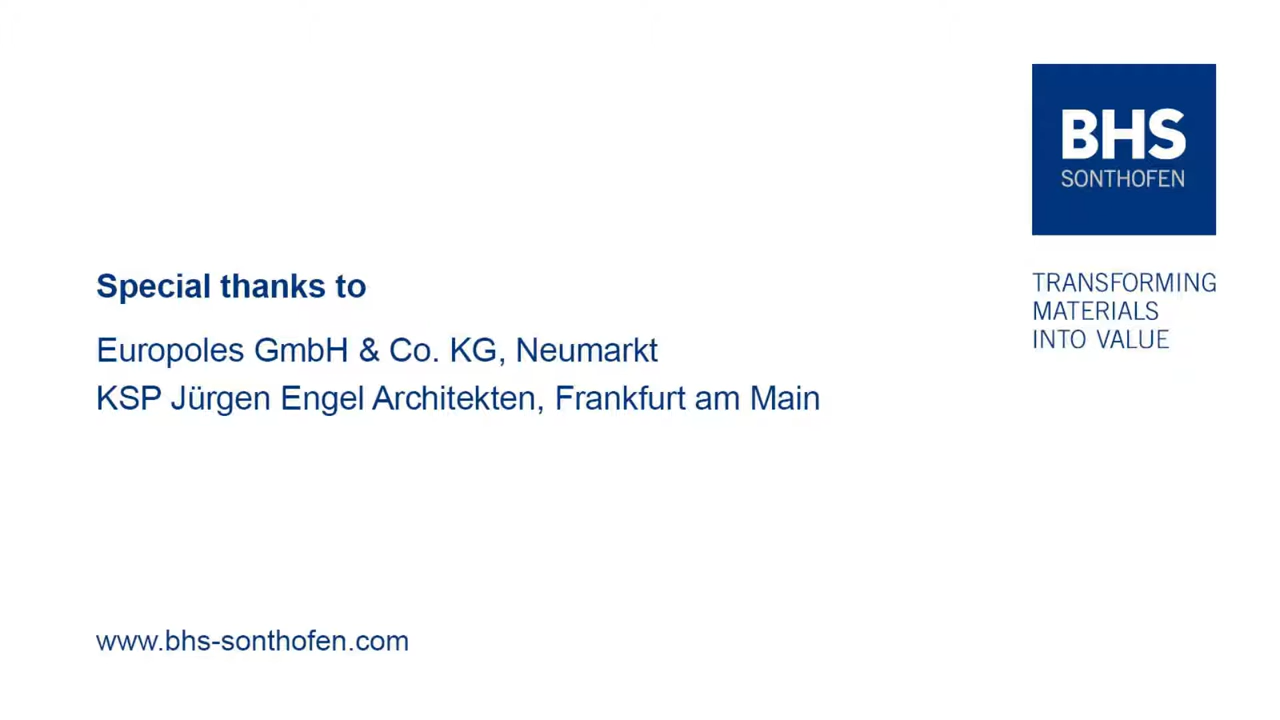 BHS
SONTHOFEN
TRANSFORMING
MATERIALS
INTO VALUE
Special thanks to
Europoles GmbH & Co. KG, Neumarkt
KSP Jürgen Engel Architekten, Frankfurt am Main
www.bhs-sonthofen.com